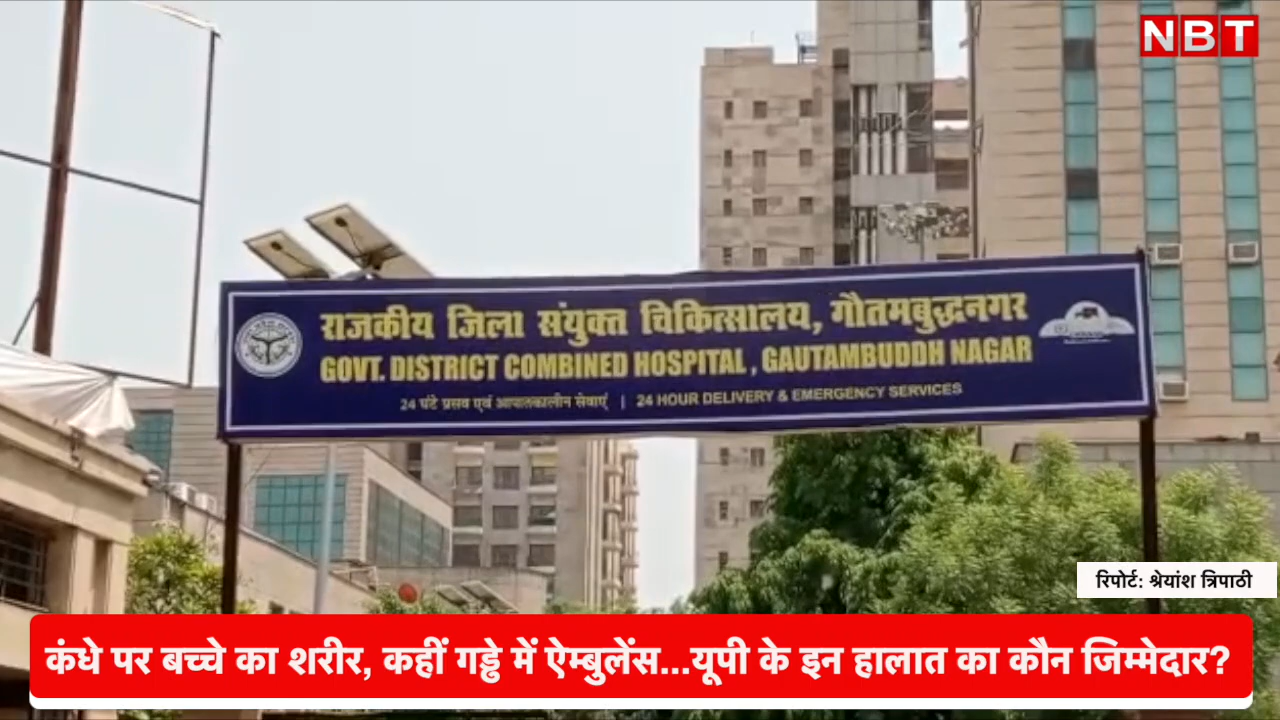 NBT
राजकीय जिला संयुक्त चिकित्सालय, गौतमबुद्धनगर
GOVT. DISTRICT COMBINED HOSPITAL, GAUTAMBUDDH NAGAR
24 घंटे प्रसव एवं आपातकालीन सेवाएं | 24 HOUR DELIVERY & EMERGENCY SERVICES
रिपोर्ट: श्रेयांश त्रिपाठी
कंधे पर बच्चे का शरीर, कहीं गड्ढे में ऐम्बुलेंस...यूपी के इन हालात का कौन जिम्मेदार?